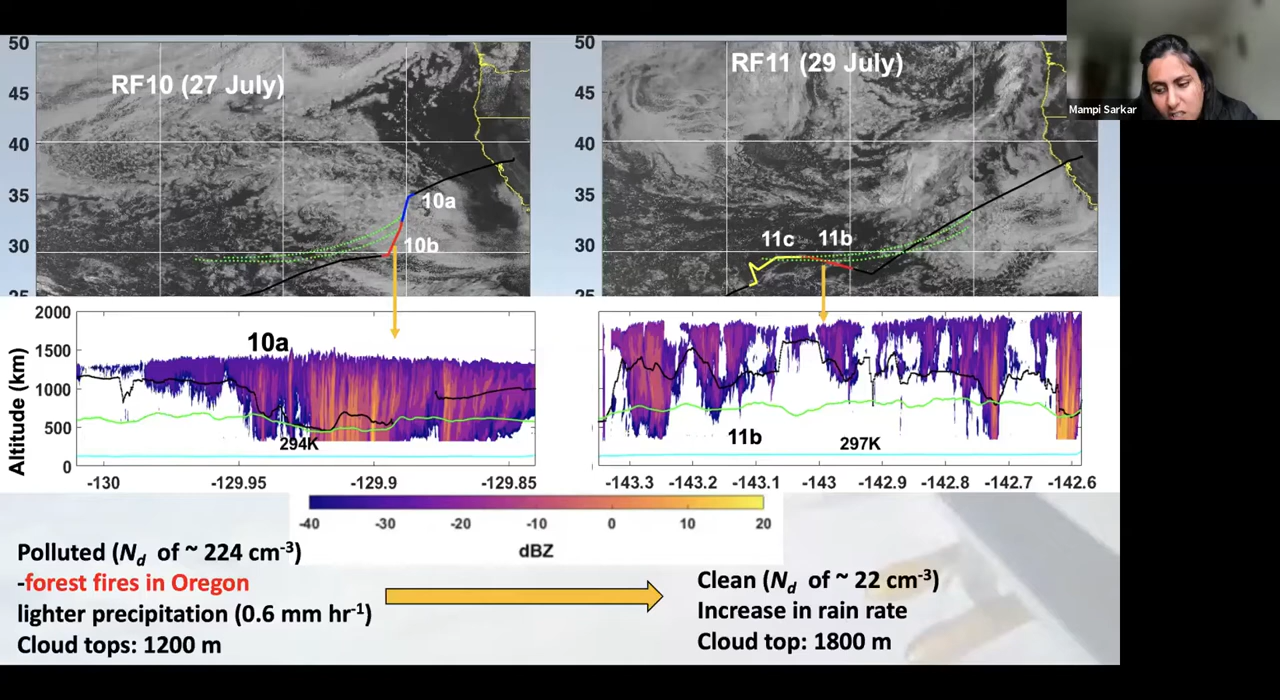 50
45
40
35
30
25
RF10 (27 July)
10a
10b
50
45
40
35
30
25
RF11 (29 July)
11c
11b
Mampi Sarkar
Altitude (km)
2000
1500
1000
500
0
10a
294K
-130
-129.95
-129.9
-129.85
11b
297K
-143.3
-143.2
-143.1
-143
-142.9
-142.8
-142.7
-142.6
-40
-30
-20
-10
0
10
20
dBZ
Polluted (Nd of ~ 224 cm-3)
-forest fires in Oregon
lighter precipitation (0.6 mm hr-1)
Cloud tops: 1200 m
Clean (Nd of ~ 22 cm-3)
Increase in rain rate
Cloud top: 1800 m